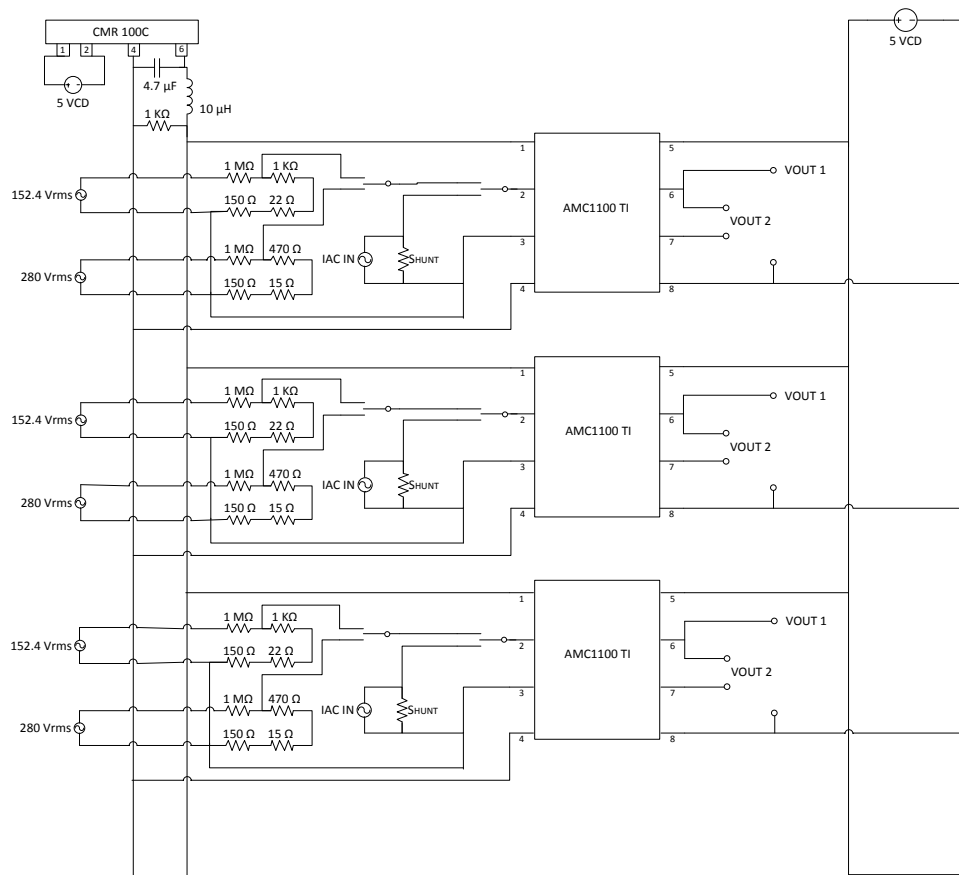 CMR 100C
1 2 4 6
5 VCD
4.7 µF
10 µH
1 KΩ
5 VCD
1 5
1 MΩ 1 KΩ
VOUT 1
152.4 Vrms
2 AMC1100 TI 6
150 Ω 22 Ω
VOUT 2
3 7
1 MΩ 470 Ω
IAC IN SHUNT
280 Vrms
150 Ω 15 Ω
4 8
1 5
1 MΩ 1 KΩ
VOUT 1
152.4 Vrms
2 AMC1100 TI 6
150 Ω 22 Ω
VOUT 2
3 7
1 MΩ 470 Ω
IAC IN SHUNT
280 Vrms
150 Ω 15 Ω
4 8
1 5
1 MΩ 1 KΩ
VOUT 1
152.4 Vrms
2 AMC1100 TI 6
150 Ω 22 Ω
VOUT 2
3 7
1 MΩ 470 Ω
IAC IN SHUNT
280 Vrms
150 Ω 15 Ω
4 8